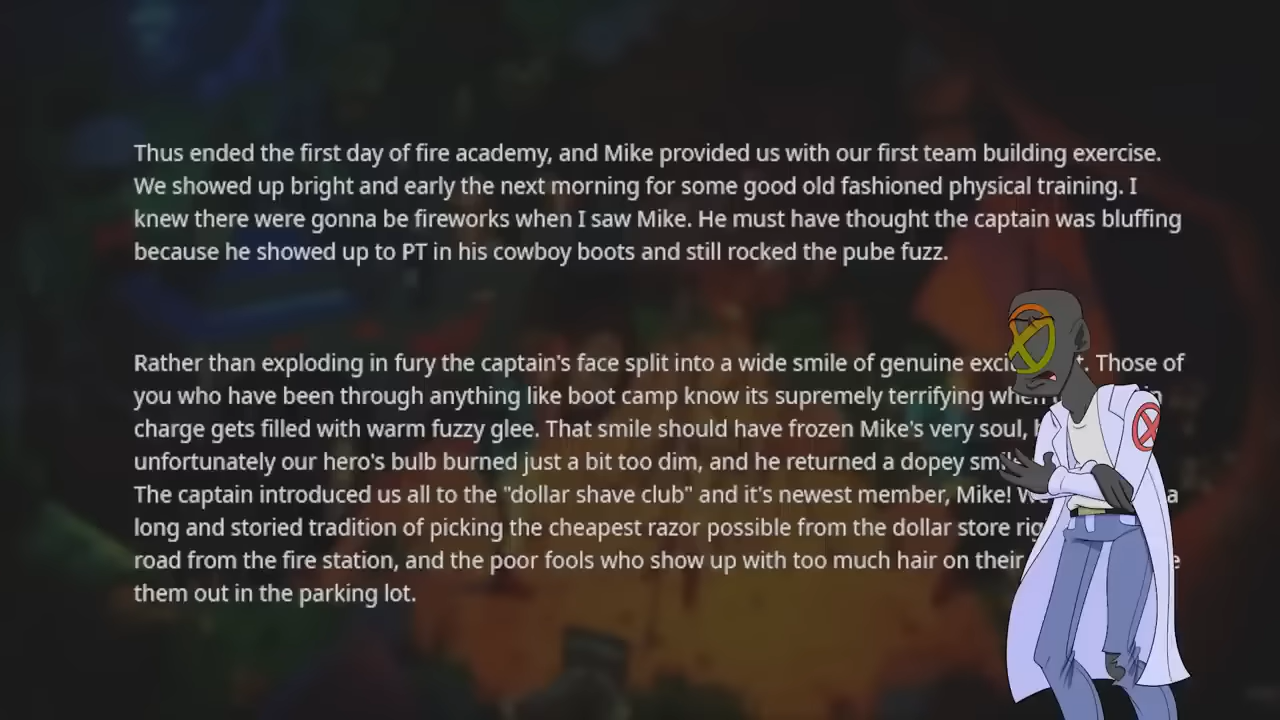 Thus ended the first day of fire academy, and Mike provided us with our first team building exercise.
We showed up bright and early the next morning for some good old fashioned physical training. I
knew there were gonna be fireworks when I saw Mike. He must have thought the captain was bluffing
because he showed up to PT in his cowboy boots and still rocked the pube fuzz.
Rather than exploding in fury the captain's face split into a wide smile of genuine Those of
you who have been through anything like boot camp know its supremely terrifying
charge gets filled with warm fuzzy glee. That smile should have frozen Mike's very soul,
unfortunately our hero's bulb burned just a bit too dim, and he returned a dopey
The captain introduced us all to the "dollar shave club" and it's newest member, Mike! a
long and storied tradition of picking the cheapest razor possible from the dollar store
road from the fire station, and the poor fools who show up with too much hair on their
them out in the parking lot.